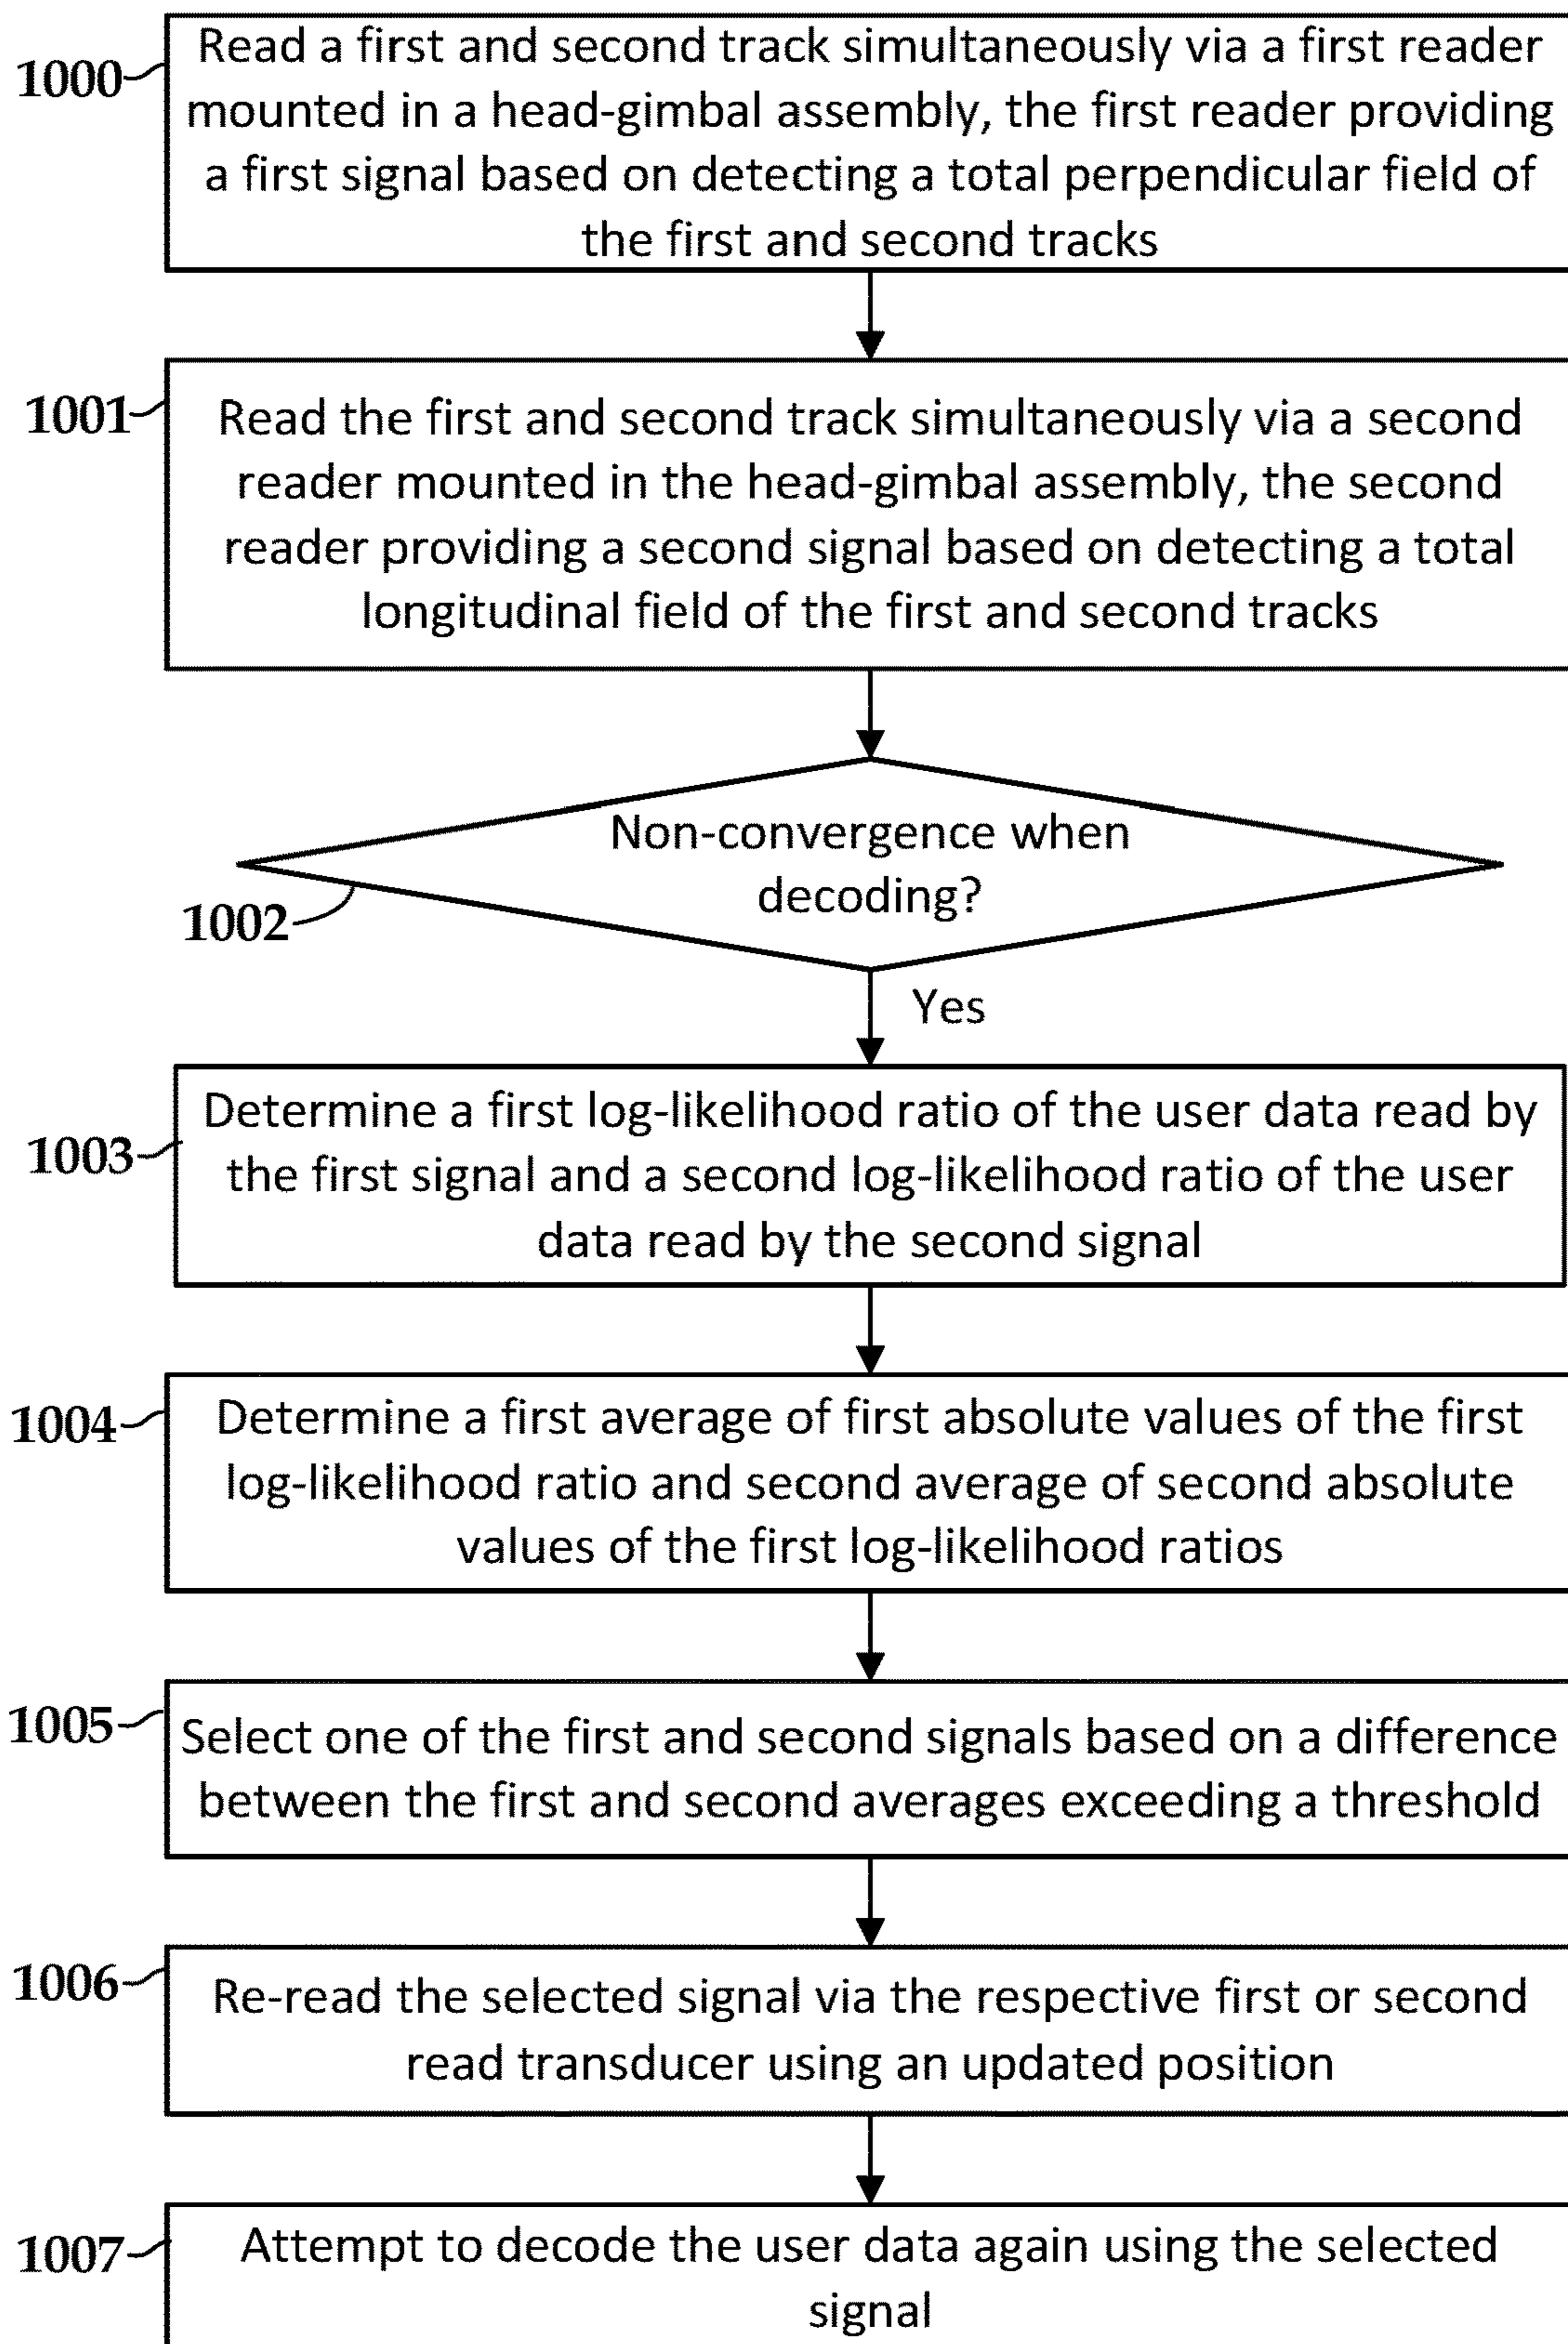 1000
Read a first and second track simultaneously via a first reader
mounted in a head-gimbal assembly, the first reader providing
a first signal based on detecting a total perpendicular field of
the first and second tracks
1001
Read the first and second track simultaneously via a second
reader mounted in the head-gimbal assembly, the second
reader providing a second signal based on detecting a total
longitudinal field of the first and second tracks
Non-convergence when
decoding?
1002
Yes
1003
Determine a first log-likelihood ratio of the user data read by
the first signal and a second log-likelihood ratio of the user
data read by the second signal
1004
Determine a first average of first absolute values of the first
log-likelihood ratio and second average of second absolute
values of the first log-likelihood ratios
1005
Select one of the first and second signals based on a difference
between the first and second averages exceeding a threshold
1006
Re-read the selected signal via the respective first or second
read transducer using an updated position
1007
Attempt to decode the user data again using the selected
signal